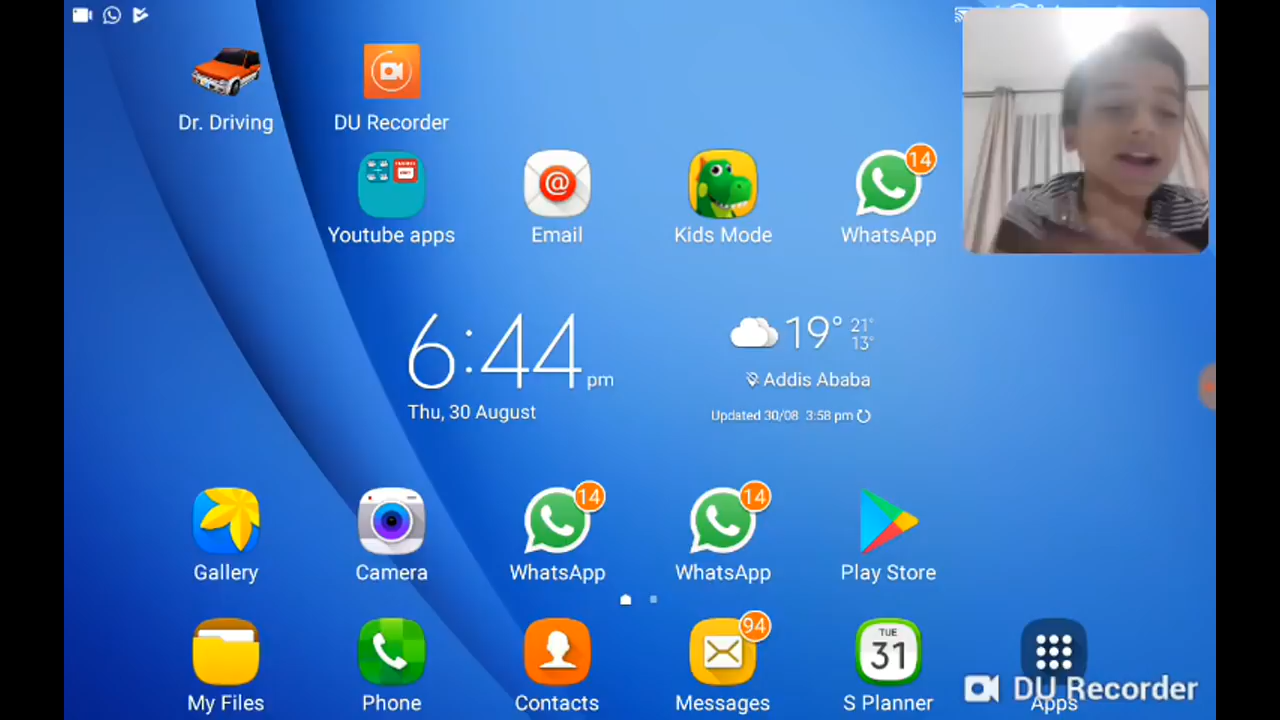 Dr. Driving
DU Recorder
Youtube apps
Email
Kids Mode
14
WhatsApp
6:44 pm
Thu, 30 August
19° 21°
13°
Addis Ababa
Updated 30/08 3:58 pm
Gallery
Camera
14
WhatsApp
14
WhatsApp
Play Store
My Files
Phone
Contacts
94
Messages
TUE
31
S Planner
Apps
DU Recorder